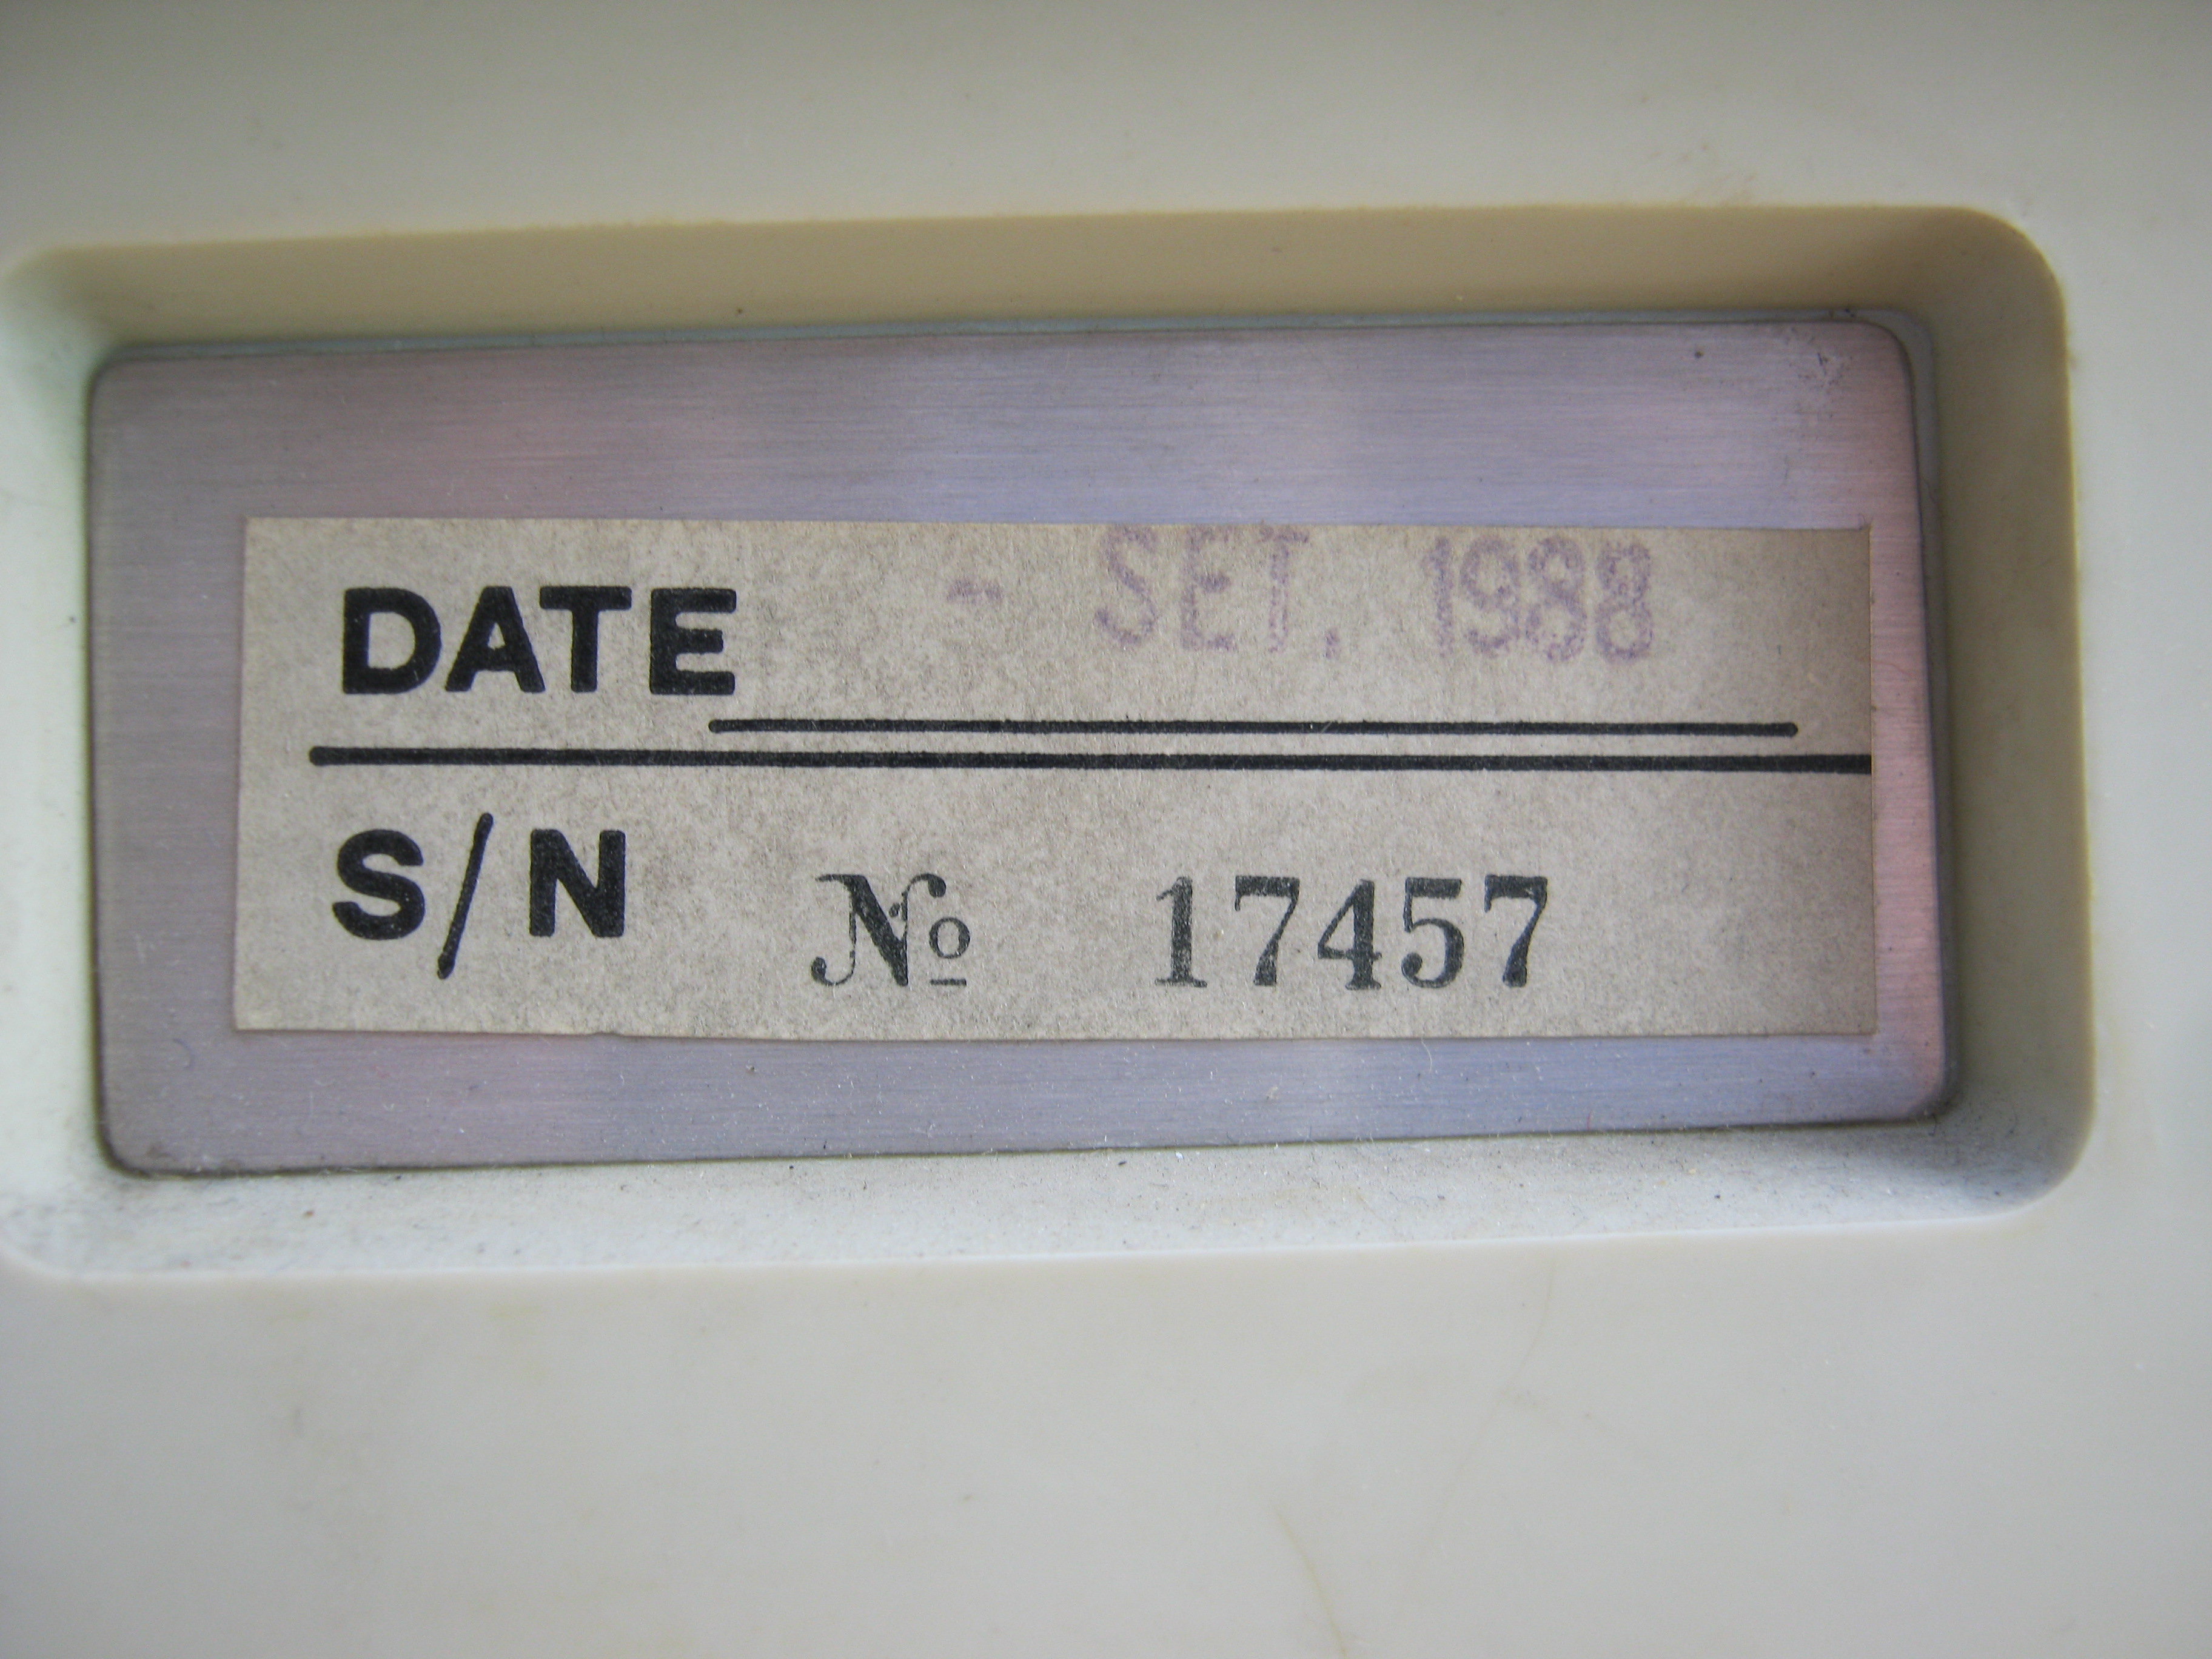 DATE - SET. 1988
S/N № 17457